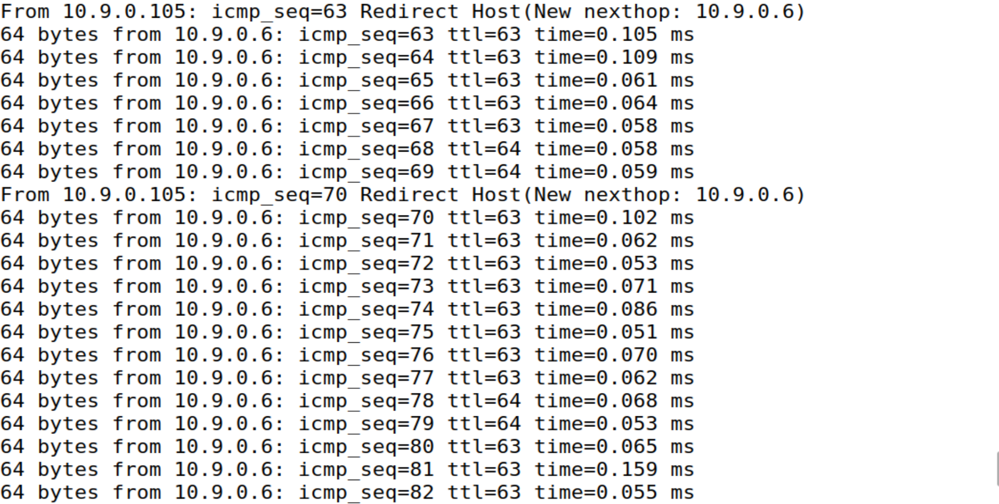 From 10.9.0.105: icmp_seq=63 Redirect Host(New nexthop: 10.9.0.6)
64 bytes from 10.9.0.6: icmp_seq=63 ttl=63 time=0.105 ms
64 bytes from 10.9.0.6: icmp_seq=64 ttl=63 time=0.109 ms
64 bytes from 10.9.0.6: icmp_seq=65 ttl=63 time=0.061 ms
64 bytes from 10.9.0.6: icmp_seq=66 ttl=63 time=0.064 ms
64 bytes from 10.9.0.6: icmp_seq=67 ttl=63 time=0.058 ms
64 bytes from 10.9.0.6: icmp_seq=68 ttl=64 time=0.058 ms
64 bytes from 10.9.0.6: icmp_seq=69 ttl=64 time=0.059 ms
From 10.9.0.105: icmp_seq=70 Redirect Host(New nexthop: 10.9.0.6)
64 bytes from 10.9.0.6: icmp_seq=70 ttl=63 time=0.102 ms
64 bytes from 10.9.0.6: icmp_seq=71 ttl=63 time=0.062 ms
64 bytes from 10.9.0.6: icmp_seq=72 ttl=63 time=0.053 ms
64 bytes from 10.9.0.6: icmp_seq=73 ttl=63 time=0.071 ms
64 bytes from 10.9.0.6: icmp_seq=74 ttl=63 time=0.086 ms
64 bytes from 10.9.0.6: icmp_seq=75 ttl=63 time=0.051 ms
64 bytes from 10.9.0.6: icmp_seq=76 ttl=63 time=0.070 ms
64 bytes from 10.9.0.6: icmp_seq=77 ttl=63 time=0.062 ms
64 bytes from 10.9.0.6: icmp_seq=78 ttl=64 time=0.068 ms
64 bytes from 10.9.0.6: icmp_seq=79 ttl=64 time=0.053 ms
64 bytes from 10.9.0.6: icmp_seq=80 ttl=63 time=0.065 ms
64 bytes from 10.9.0.6: icmp_seq=81 ttl=63 time=0.159 ms
64 bytes from 10.9.0.6: icmp_seq=82 ttl=63 time=0.055 ms